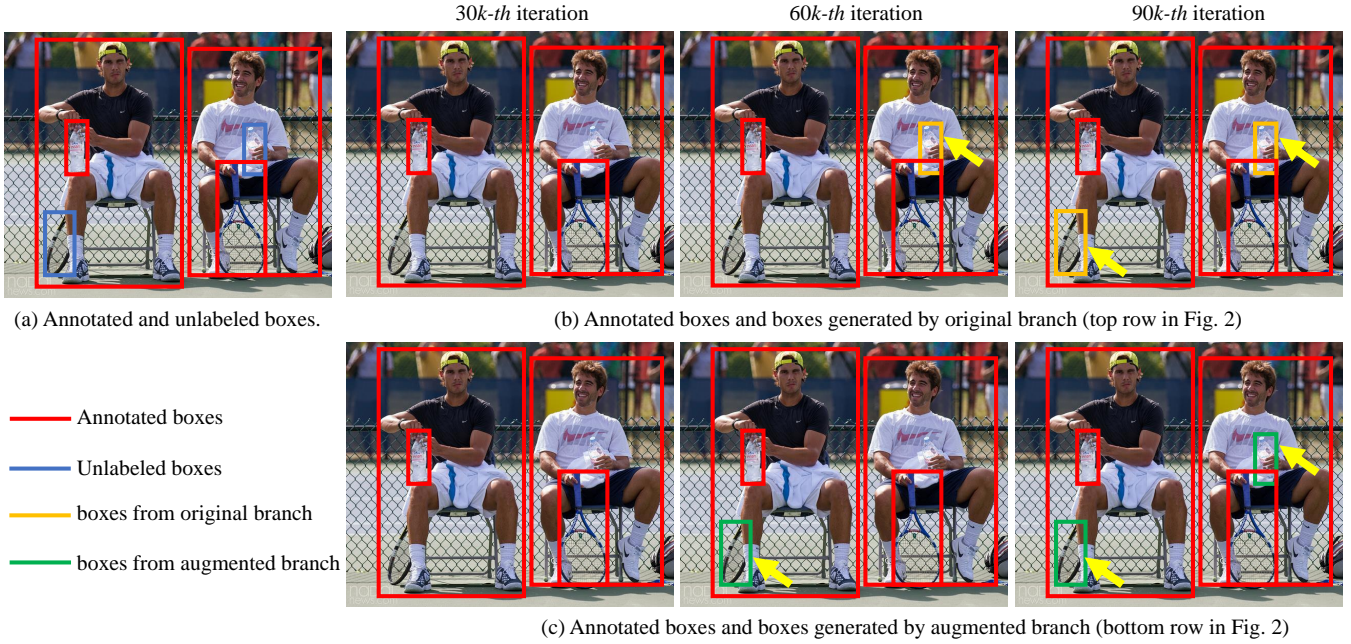 30k-th iteration
60k-th iteration
90k-th iteration
(a) Annotated and unlabeled boxes.
(b) Annotated boxes and boxes generated by original branch (top row in Fig. 2)
Annotated boxes
Unlabeled boxes
boxes from original branch
boxes from augmented branch
(c) Annotated boxes and boxes generated by augmented branch (bottom row in Fig. 2)